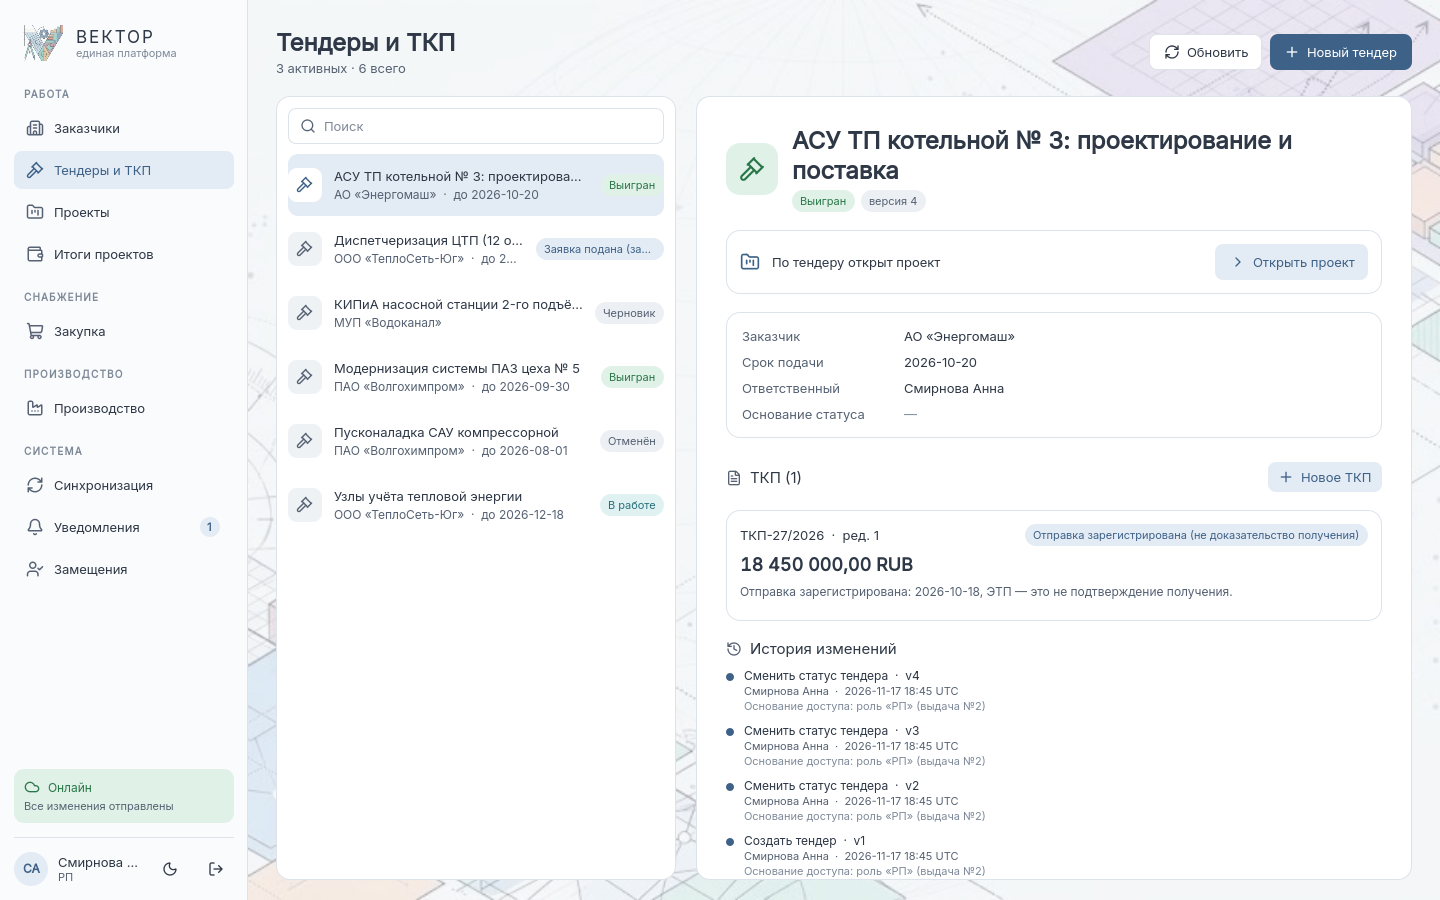 ВЕКТОР
единая платформа
РАБОТА
Заказчики
Тендеры и ТКП
Проекты
Итоги проектов
СНАБЖЕНИЕ
Закупка
ПРОИЗВОДСТВО
Производство
СИСТЕМА
Синхронизация
Уведомления 1
Замещения
Онлайн
Все изменения отправлены
СА
Смирнова ...
РП
Тендеры и ТКП
3 активных · 6 всего
Обновить
Новый тендер
Поиск
АСУ ТП котельной № 3: проектирова...
АО «Энергомаш» · до 2026-10-20
Выигран
Диспетчеризация ЦТП (12 о...
ООО «ТеплоСеть-Юг» · до 2...
Заявка подана (за...
КИПиА насосной станции 2-го подъё...
МУП «Водоканал»
Черновик
Модернизация системы ПАЗ цеха № 5
ПАО «Волгохимпром» · до 2026-09-30
Выигран
Пусконаладка САУ компрессорной
ПАО «Волгохимпром» · до 2026-08-01
Отменён
Узлы учёта тепловой энергии
ООО «ТеплоСеть-Юг» · до 2026-12-18
В работе
АСУ ТП котельной № 3: проектирование и
поставка
Выигран
версия 4
По тендеру открыт проект
Открыть проект
Заказчик АО «Энергомаш»
Срок подачи 2026-10-20
Ответственный Смирнова Анна
Основание статуса —
ТКП (1)
Новое ТКП
ТКП-27/2026 · ред. 1
Отправка зарегистрирована (не доказательство получения)
18 450 000,00 RUB
Отправка зарегистрирована: 2026-10-18, ЭТП — это не подтверждение получения.
История изменений
Сменить статус тендера · v4
Смирнова Анна · 2026-11-17 18:45 UTC
Основание доступа: роль «РП» (выдача №2)
Сменить статус тендера · v3
Смирнова Анна · 2026-11-17 18:45 UTC
Основание доступа: роль «РП» (выдача №2)
Сменить статус тендера · v2
Смирнова Анна · 2026-11-17 18:45 UTC
Основание доступа: роль «РП» (выдача №2)
Создать тендер · v1
Смирнова Анна · 2026-11-17 18:45 UTC
Основание доступа: роль «РП» (выдача №2)